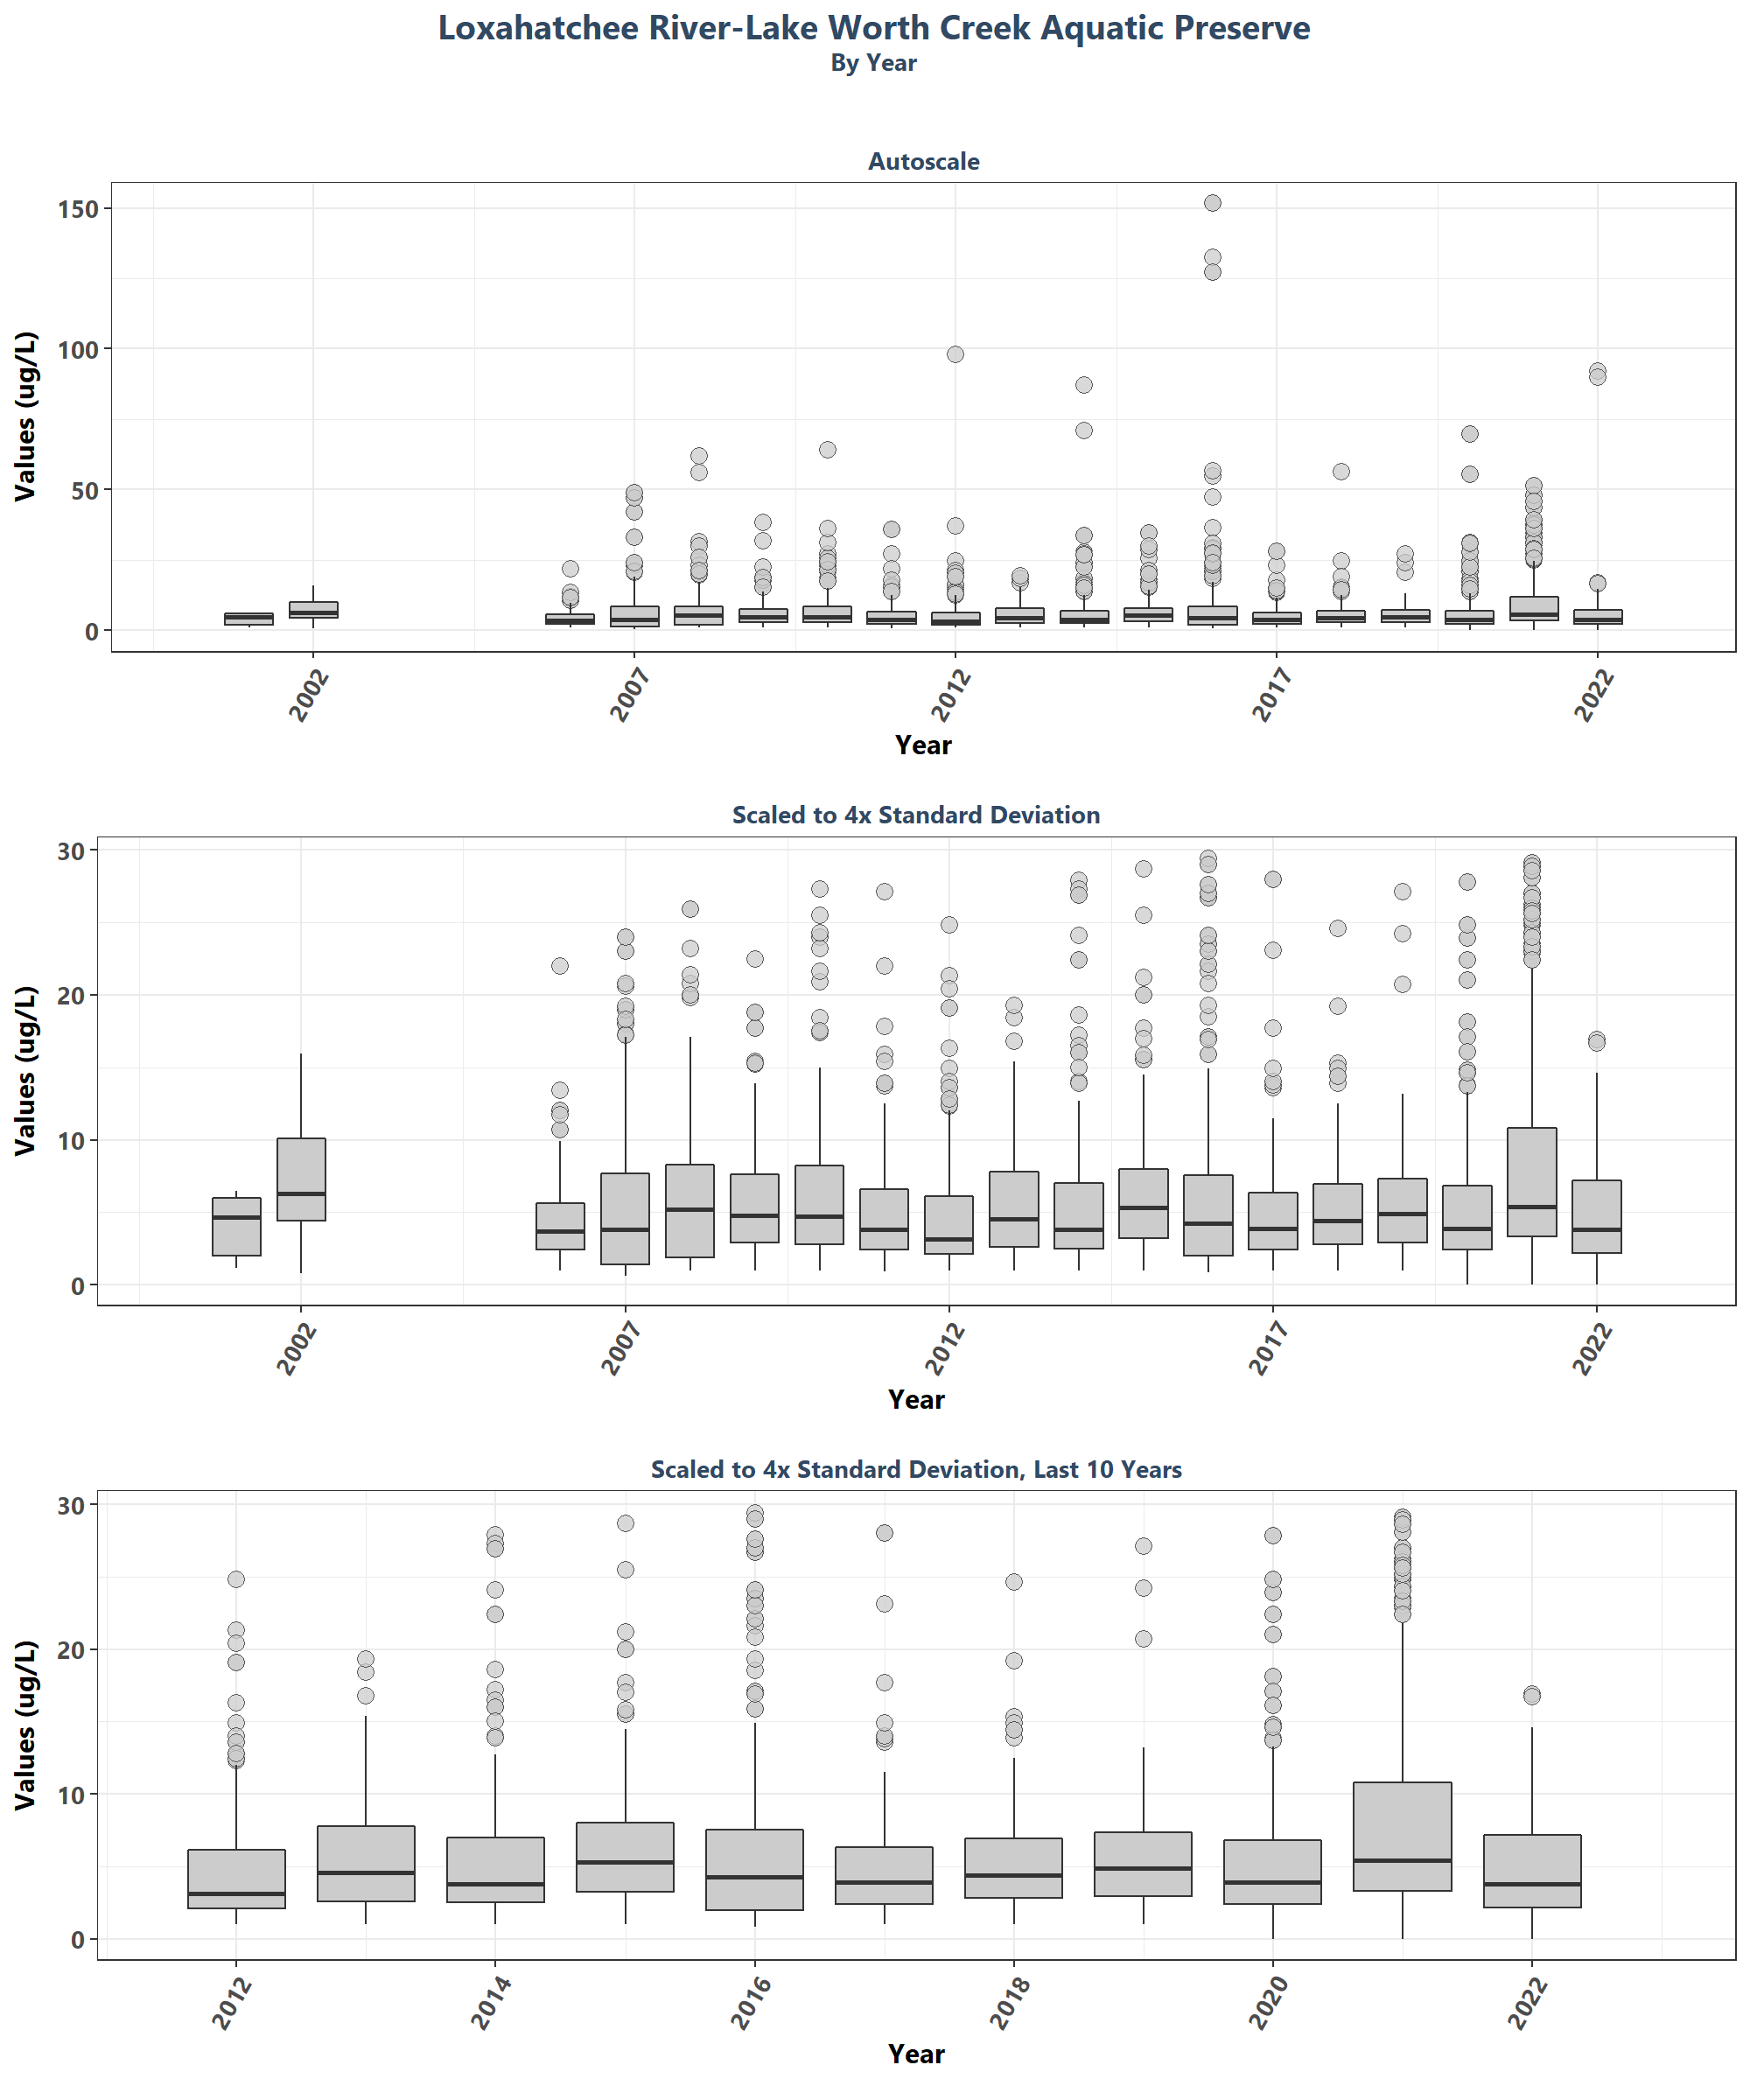 Loxahatchee River-Lake Worth Creek Aquatic Preserve
By Year
Autoscale
Values (ug/L)
150
100
50
0
2002
2007
2012
2017
2022
Year
Scaled to 4x Standard Deviation
Values (ug/L)
30
20
10
0
2002
2007
2012
2017
2022
Year
Scaled to 4x Standard Deviation, Last 10 Years
Values (ug/L)
30
20
10
0
2012
2014
2016
2018
2020
2022
Year